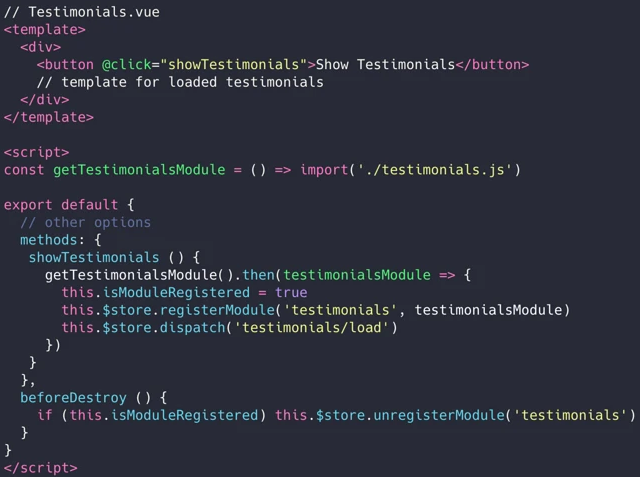 // Testimonials.vue
<template>
  <div>
    <button @click="showTestimonials">Show Testimonials</button>
    // template for loaded testimonials
  </div>
</template>

<script>
const getTestimonialsModule = () => import('./testimonials.js')

export default {
  // other options
  methods: {
   showTestimonials () {
     getTestimonialsModule().then(testimonialsModule => {
       this.isModuleRegistered = true
       this.$store.registerModule('testimonials', testimonialsModule)
       this.$store.dispatch('testimonials/load')
     })
   }
  },
  beforeDestroy () {
    if (this.isModuleRegistered) this.$store.unregisterModule('testimonials')
  }
}
</script>